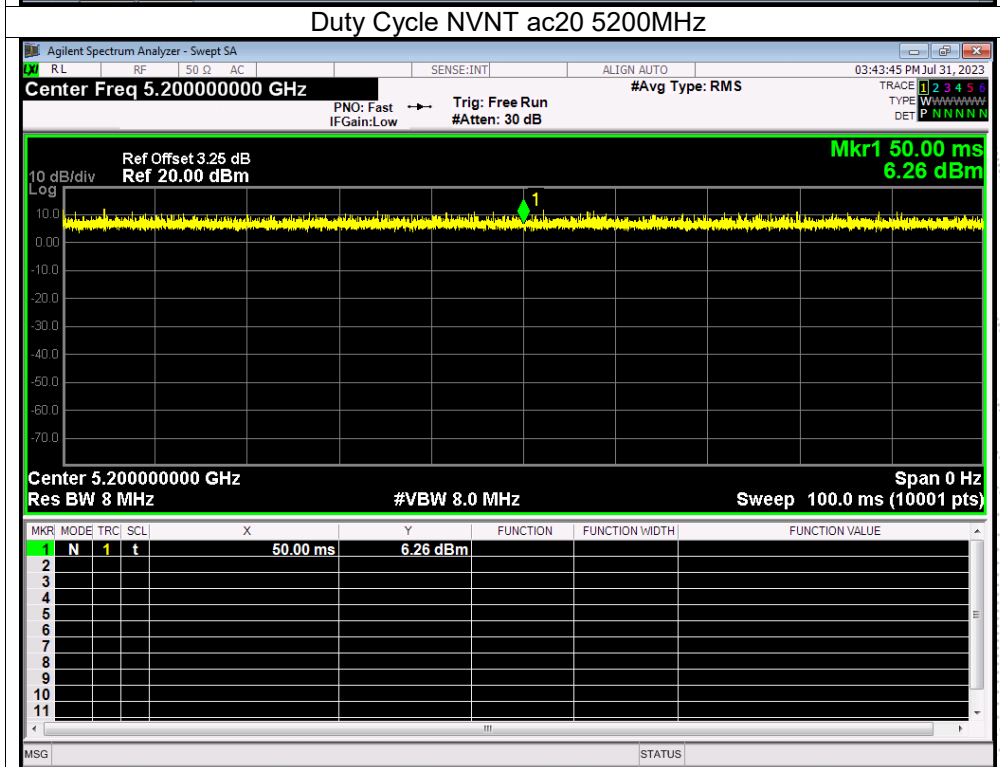 Duty Cycle NVNT ac20 5200MHz
Agilent Spectrum Analyzer - Swept SA
LXI RL RF 50 Ω AC SENSE:INT ALIGN AUTO 03:43:45 PM Jul 31, 2023
Center Freq 5.200000000 GHz #Avg Type: RMS TRACE 1 2 3 4 5 6
PNO: Fast Trig: Free Run TYPE WWWWWW
IFGain:Low #Atten: 30 dB DET P N N N N N
Mkr1 50.00 ms
Ref Offset 3.25 dB
10 dB/div Ref 20.00 dBm 6.26 dBm
Log
1
10.0
0.00
-10.0
-20.0
-30.0
-40.0
-50.0
-60.0
-70.0
Center 5.200000000 GHz Span 0 Hz
Res BW 8 MHz #VBW 8.0 MHz Sweep 100.0 ms (10001 pts)
MKR MODE TRC SCL X Y FUNCTION FUNCTION WIDTH FUNCTION VALUE
1 N 1 t 50.00 ms 6.26 dBm
2
3
4
5
6
7
8
9
10
11
MSG STATUS